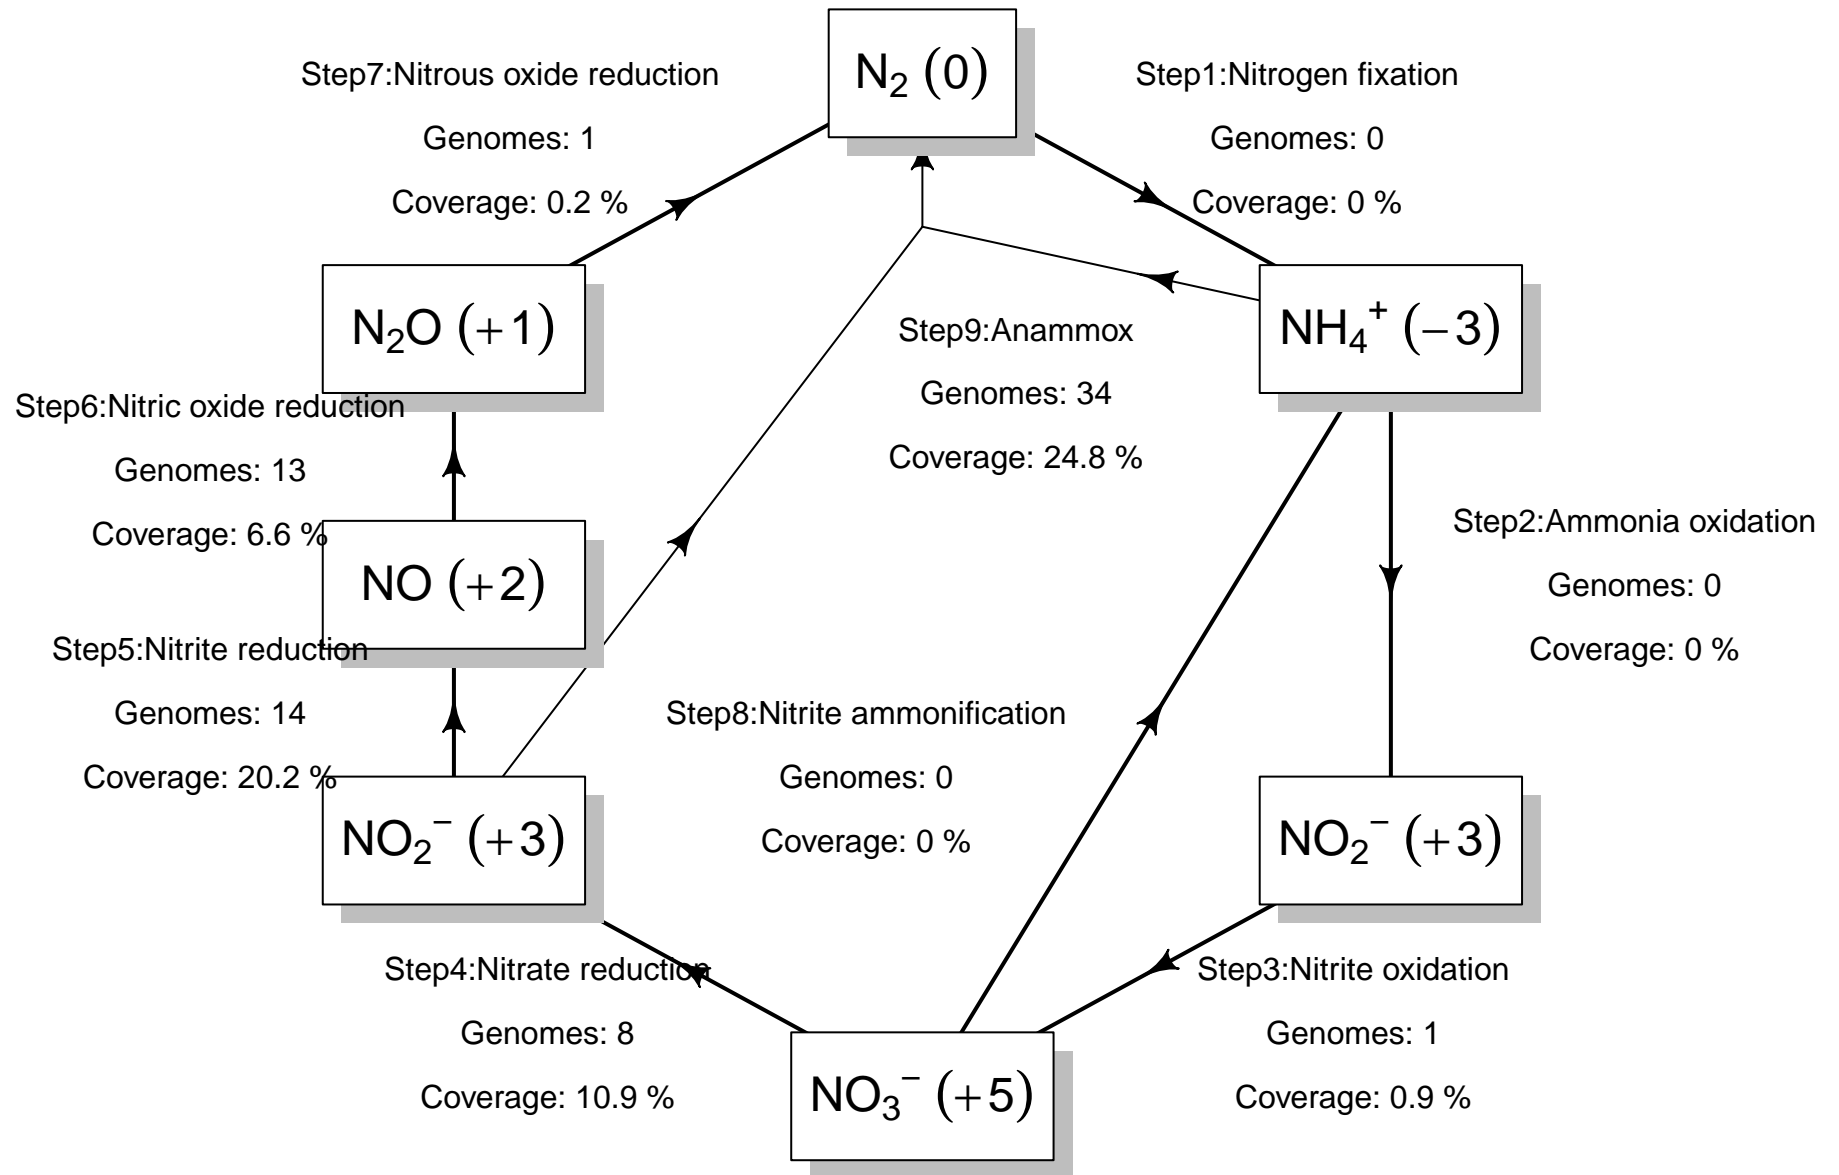 N₂ (0)
Step7:Nitrous oxide reduction
Genomes: 1
Coverage: 0.2 %
Step1:Nitrogen fixation
Genomes: 0
Coverage: 0 %
N₂O (+1)
NH₄⁺ (−3)
Step9:Anammox
Genomes: 34
Coverage: 24.8 %
Step6:Nitric oxide reduction
Genomes: 13
Coverage: 6.6 %
NO (+2)
Step2:Ammonia oxidation
Genomes: 0
Coverage: 0 %
Step5:Nitrite reduction
Genomes: 14
Coverage: 20.2 %
Step8:Nitrite ammonification
Genomes: 0
Coverage: 0 %
NO₂⁻ (+3)
NO₂⁻ (+3)
Step4:Nitrate reduction
Genomes: 8
Coverage: 10.9 %
Step3:Nitrite oxidation
Genomes: 1
Coverage: 0.9 %
NO₃⁻ (+5)